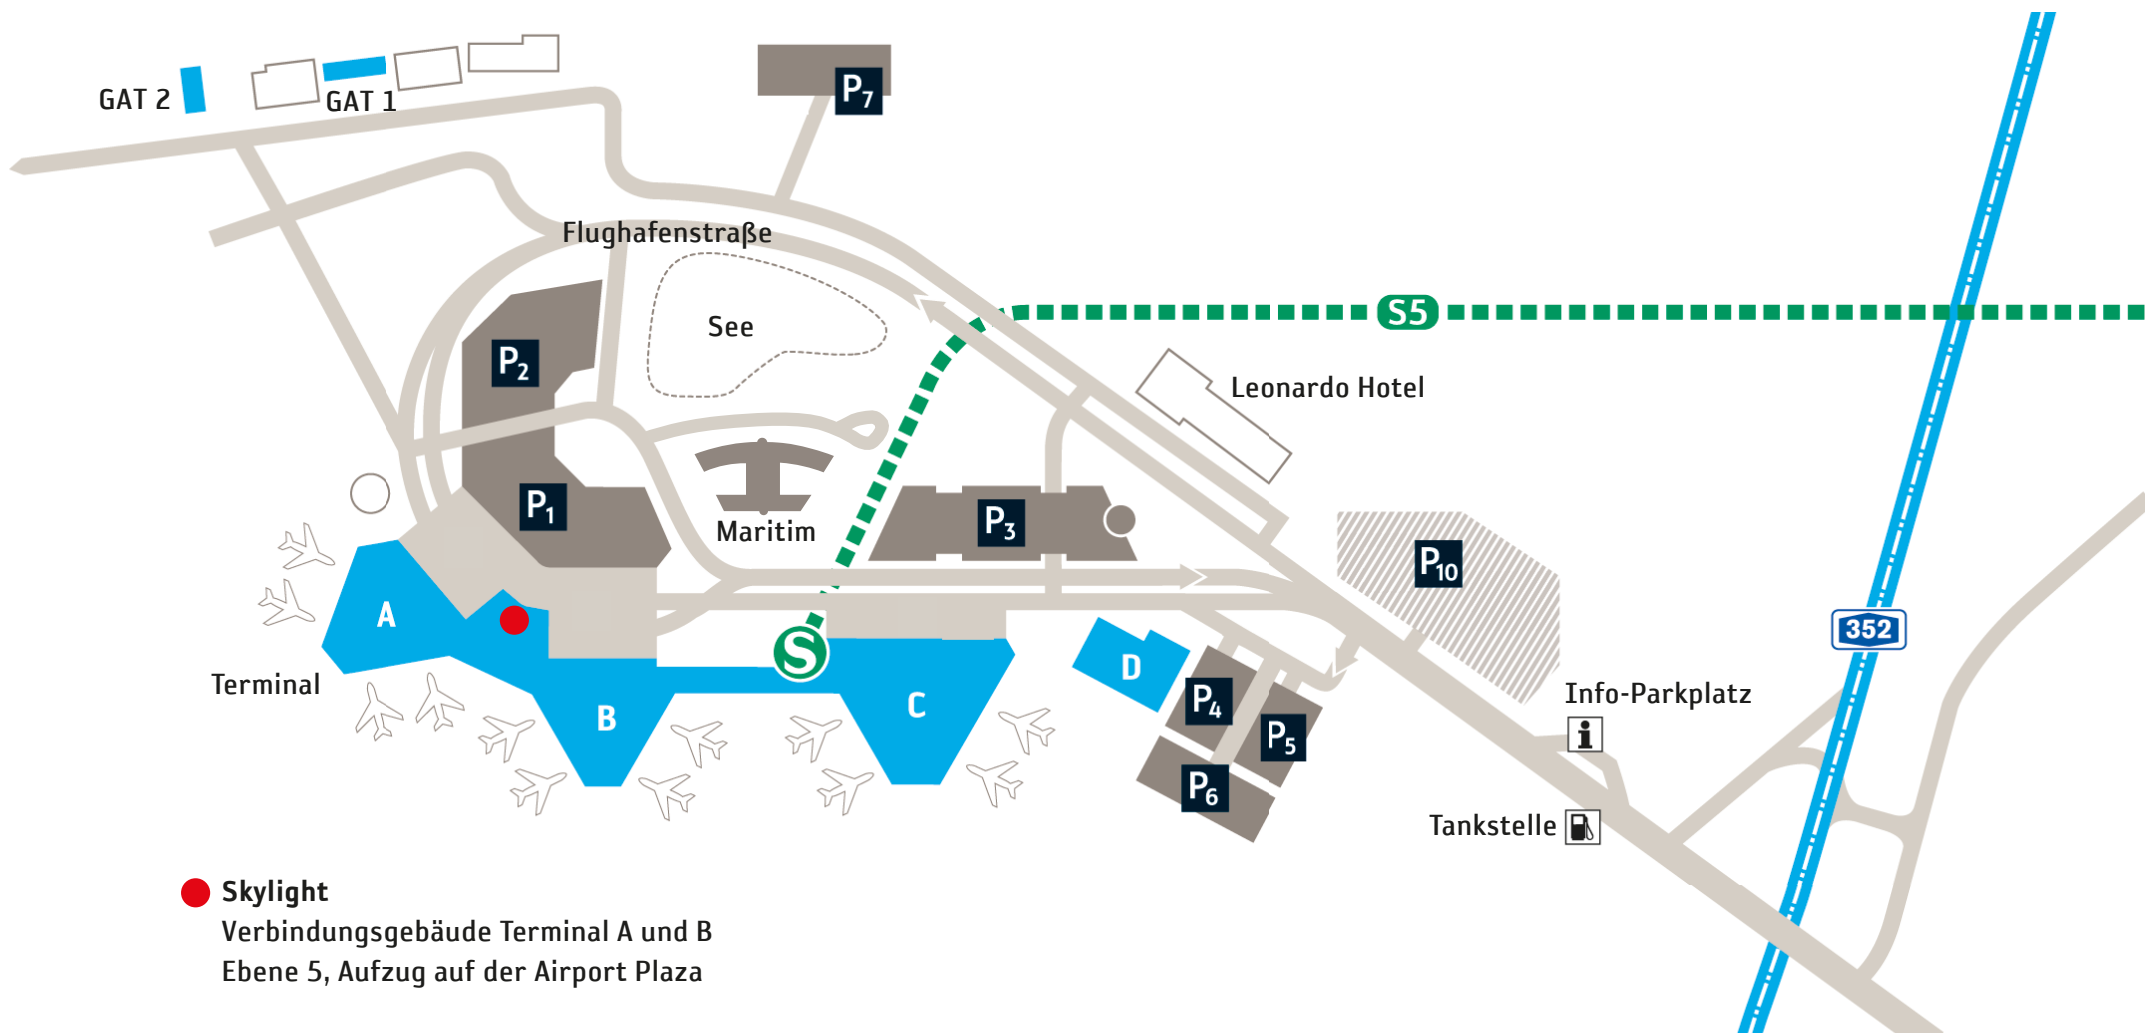 GAT 2
GAT 1
P7
Flughafenstraße
S5
See
P2
Leonardo Hotel
P1
Maritim
P3
P10
A
352
S
D
Terminal
Info-Parkplatz
P4
B
C
i
P5
P6
Tankstelle
Skylight
Verbindungsgebäude Terminal A und B
Ebene 5, Aufzug auf der Airport Plaza